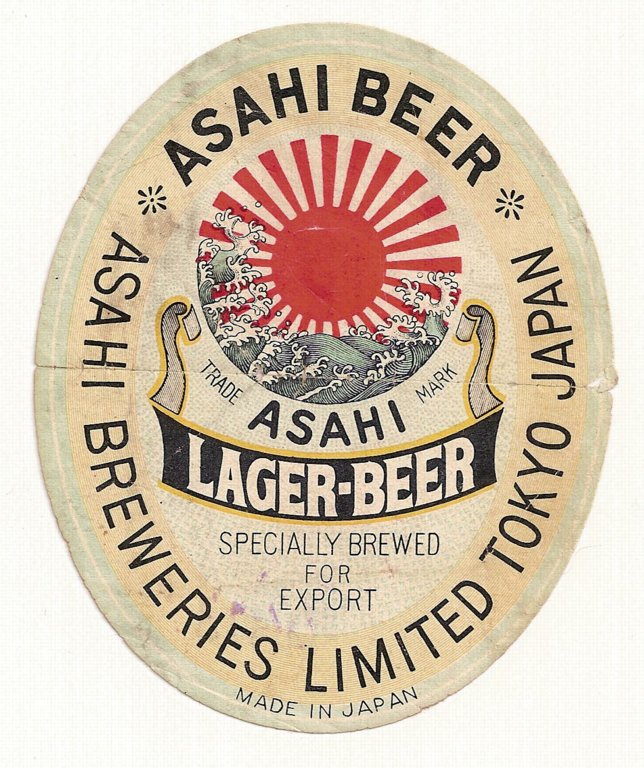 ASAHI BEER
TRADE MARK
ASAHI
LAGER-BEER
SPECIALLY BREWED
FOR
EXPORT
ASAHI BREWERIES LIMITED TOKYO JAPAN
MADE IN JAPAN